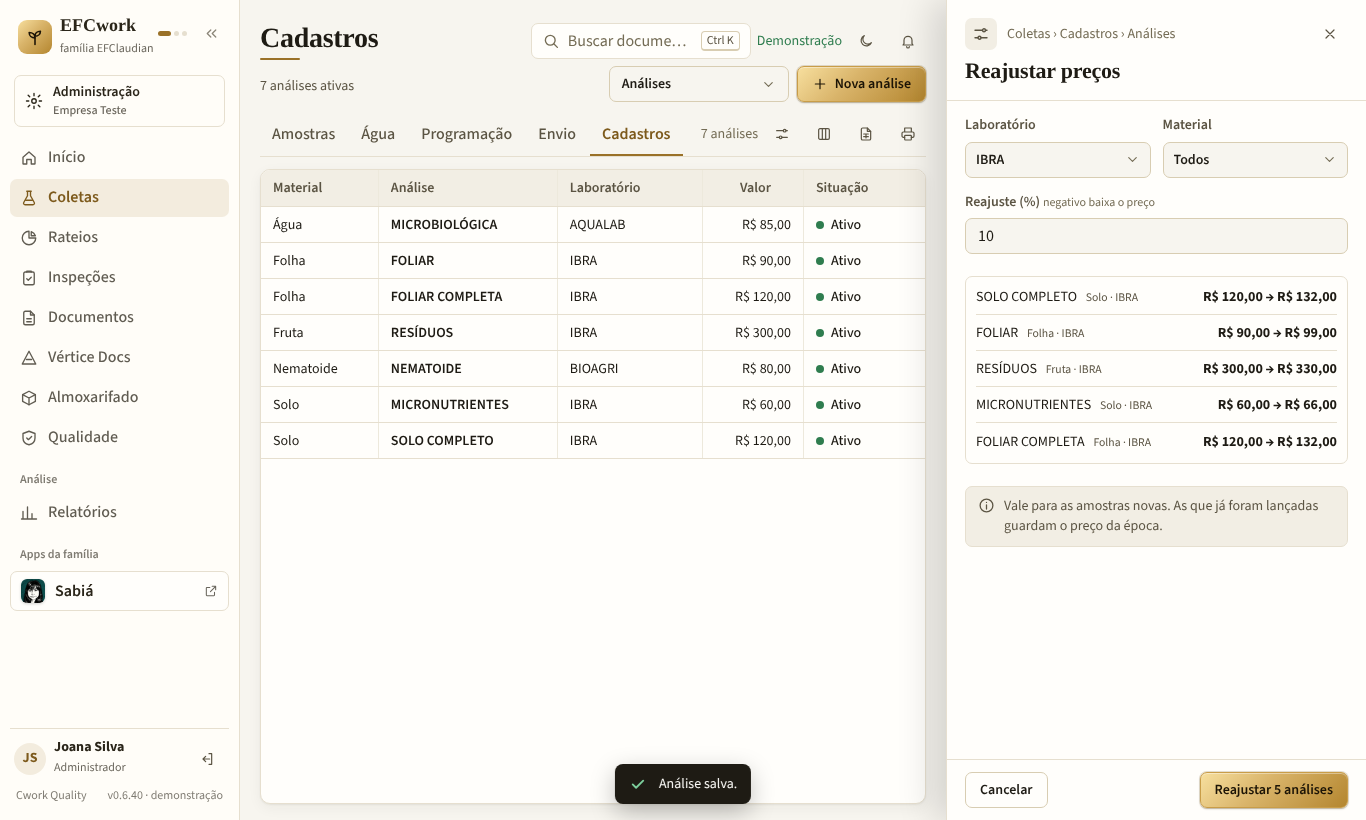 EFCwork
família EFClaudian
Administração
Empresa Teste
Início
Coletas
Rateios
Inspeções
Documentos
Vértice Docs
Almoxarifado
Qualidade
Análise
Relatórios
Apps da família
Sabiá
JS
Joana Silva
Administrador
Cwork Quality v0.6.40 · demonstração
Cadastros
Buscar docume… Ctrl K
Demonstração
7 análises ativas
Análises
Nova análise
Amostras Água Programação Envio Cadastros 7 análises
Material Análise Laboratório Valor Situação
Água MICROBIOLÓGICA AQUALAB R$ 85,00 Ativo
Folha FOLIAR IBRA R$ 90,00 Ativo
Folha FOLIAR COMPLETA IBRA R$ 120,00 Ativo
Fruta RESÍDUOS IBRA R$ 300,00 Ativo
Nematoide NEMATOIDE BIOAGRI R$ 80,00 Ativo
Solo MICRONUTRIENTES IBRA R$ 60,00 Ativo
Solo SOLO COMPLETO IBRA R$ 120,00 Ativo
Análise salva.
Coletas › Cadastros › Análises
Reajustar preços
Laboratório Material
IBRA Todos
Reajuste (%) negativo baixa o preço
10
SOLO COMPLETO Solo · IBRA R$ 120,00 → R$ 132,00
FOLIAR Folha · IBRA R$ 90,00 → R$ 99,00
RESÍDUOS Fruta · IBRA R$ 300,00 → R$ 330,00
MICRONUTRIENTES Solo · IBRA R$ 60,00 → R$ 66,00
FOLIAR COMPLETA Folha · IBRA R$ 120,00 → R$ 132,00
Vale para as amostras novas. As que já foram lançadas
guardam o preço da época.
Cancelar
Reajustar 5 análises